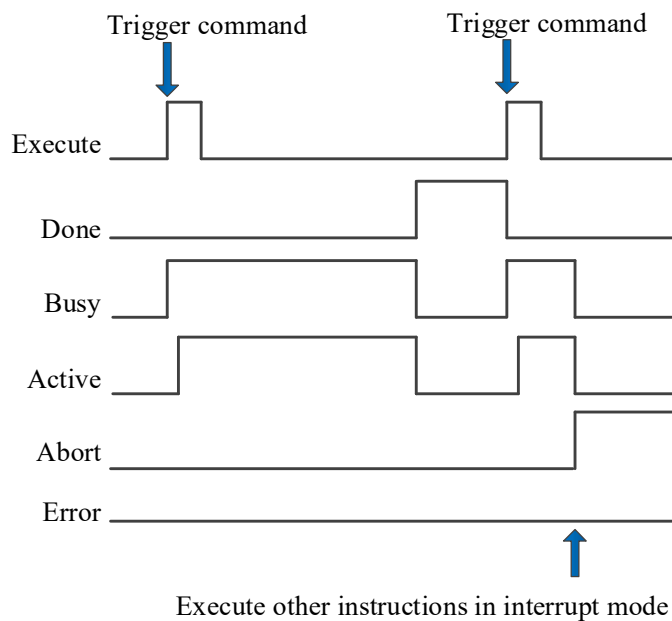 Trigger command Trigger command
Execute
Done
Busy
Active
Abort
Error
Execute other instructions in interrupt mode